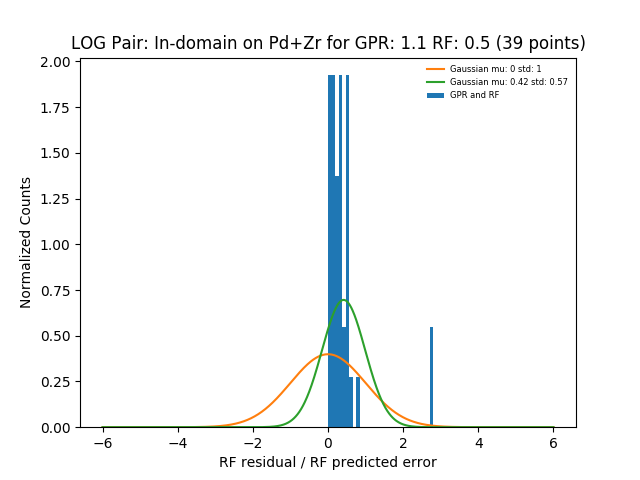 LOG Pair: In-domain on Pd+Zr for GPR: 1.1 RF: 0.5 (39 points)
Gaussian mu: 0 std: 1
Gaussian mu: 0.42 std: 0.57
GPR and RF
Normalized Counts
2.00
1.75
1.50
1.25
1.00
0.75
0.50
0.25
0.00
−6 −4 −2 0 2 4 6
RF residual / RF predicted error